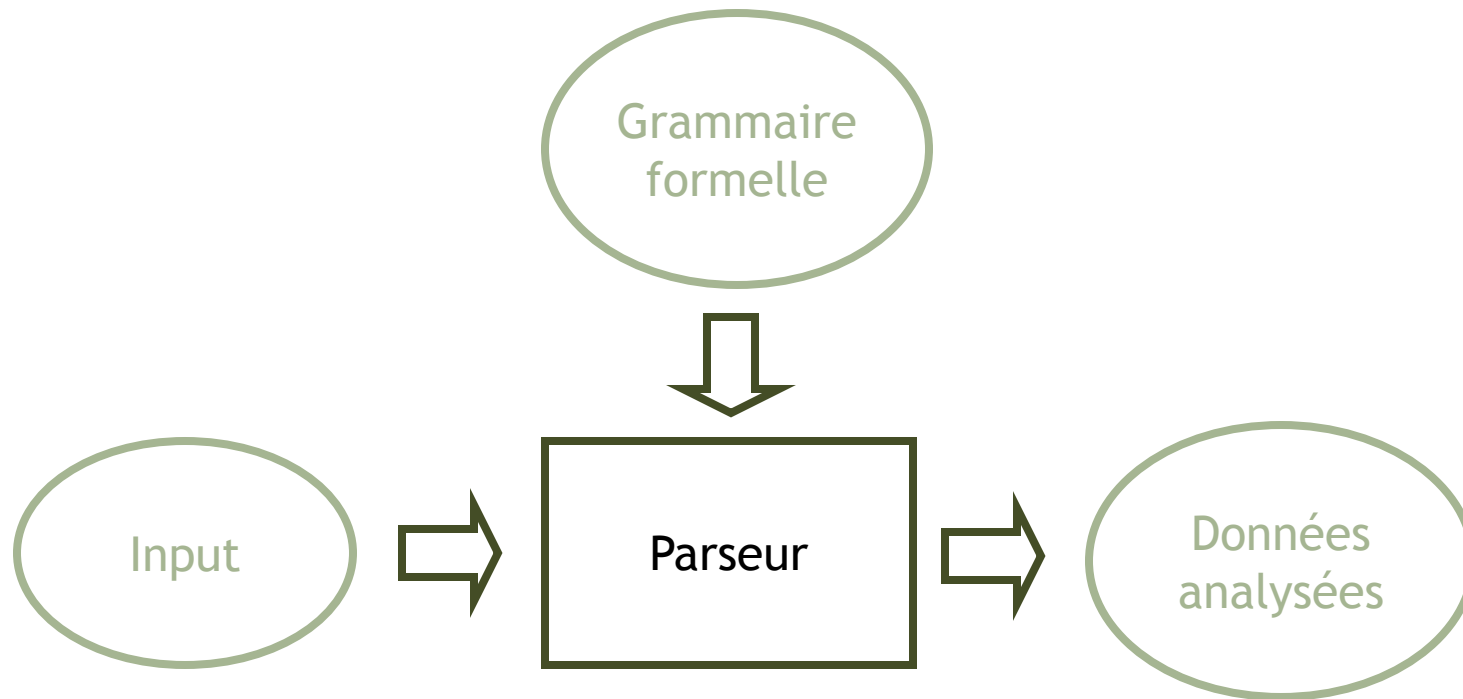 Grammaire
formelle
Input
Parseur
Données
analysées